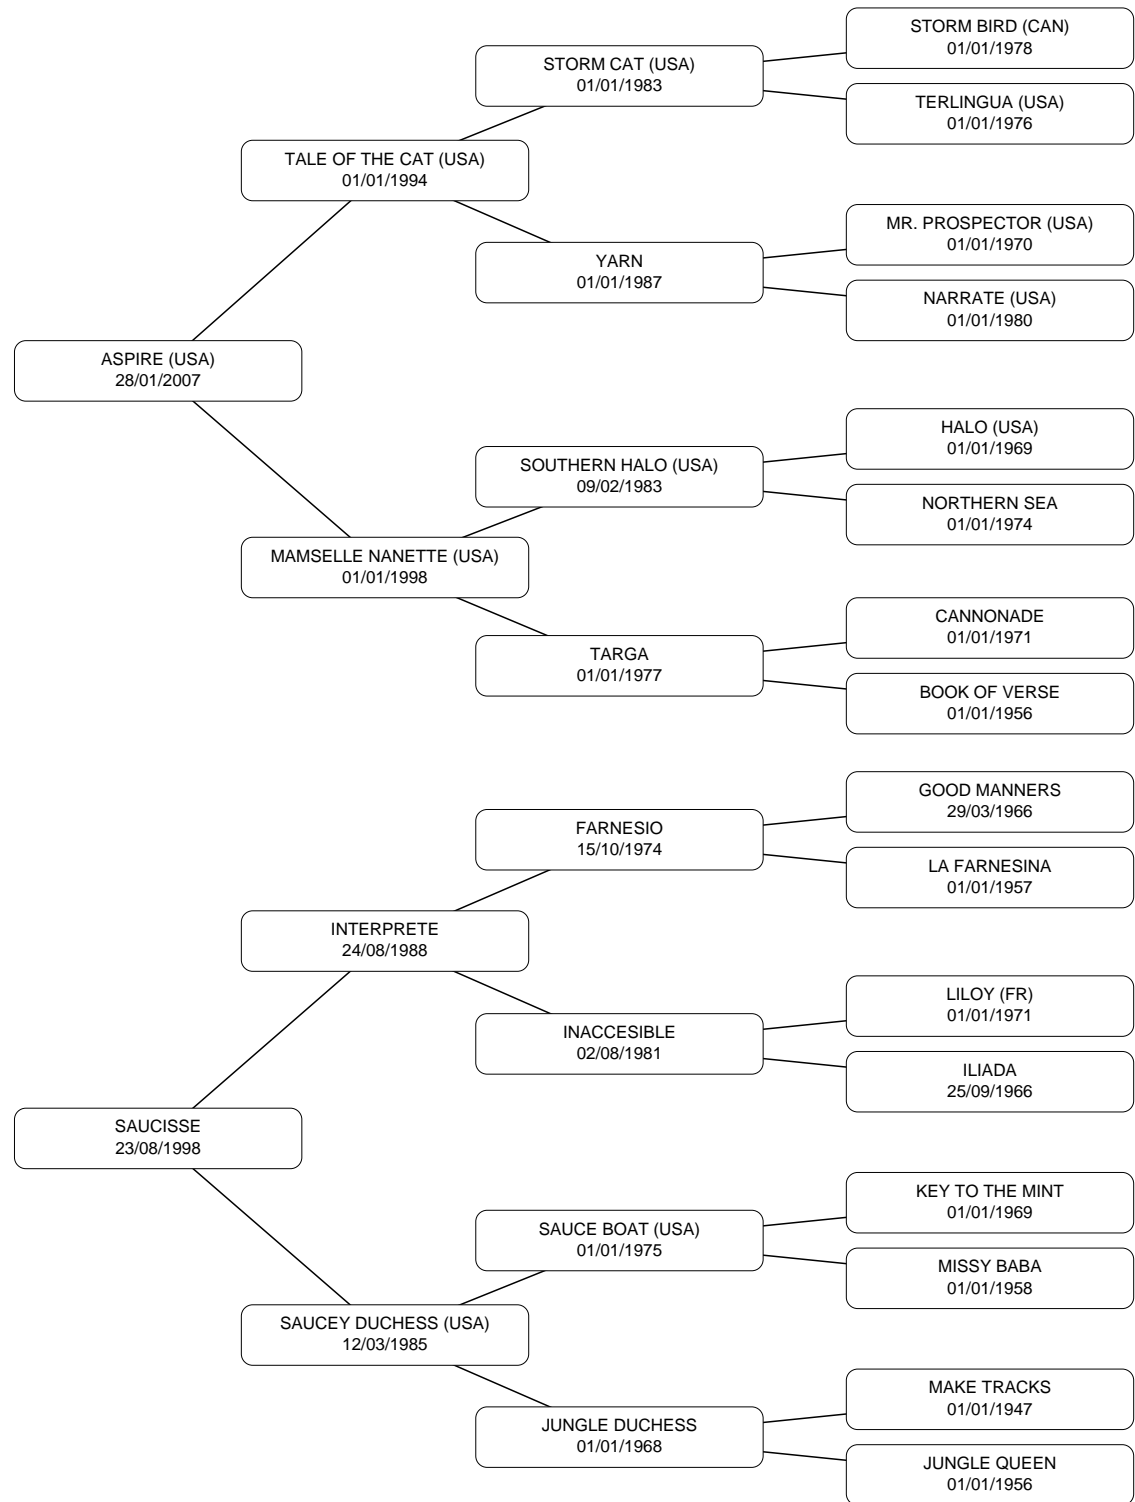 STORM BIRD (CAN)
01/01/1978
STORM CAT (USA)
01/01/1983
TERLINGUA (USA)
01/01/1976
TALE OF THE CAT (USA)
01/01/1994
MR. PROSPECTOR (USA)
01/01/1970
YARN
01/01/1987
NARRATE (USA)
01/01/1980
ASPIRE (USA)
28/01/2007
HALO (USA)
01/01/1969
SOUTHERN HALO (USA)
09/02/1983
NORTHERN SEA
01/01/1974
MAMSELLE NANETTE (USA)
01/01/1998
CANNONADE
01/01/1971
TARGA
01/01/1977
BOOK OF VERSE
01/01/1956
GOOD MANNERS
29/03/1966
FARNESIO
15/10/1974
LA FARNESINA
01/01/1957
INTERPRETE
24/08/1988
LILOY (FR)
01/01/1971
INACCESIBLE
02/08/1981
ILIADA
25/09/1966
SAUCISSE
23/08/1998
KEY TO THE MINT
01/01/1969
SAUCE BOAT (USA)
01/01/1975
MISSY BABA
01/01/1958
SAUCEY DUCHESS (USA)
12/03/1985
MAKE TRACKS
01/01/1947
JUNGLE DUCHESS
01/01/1968
JUNGLE QUEEN
01/01/1956